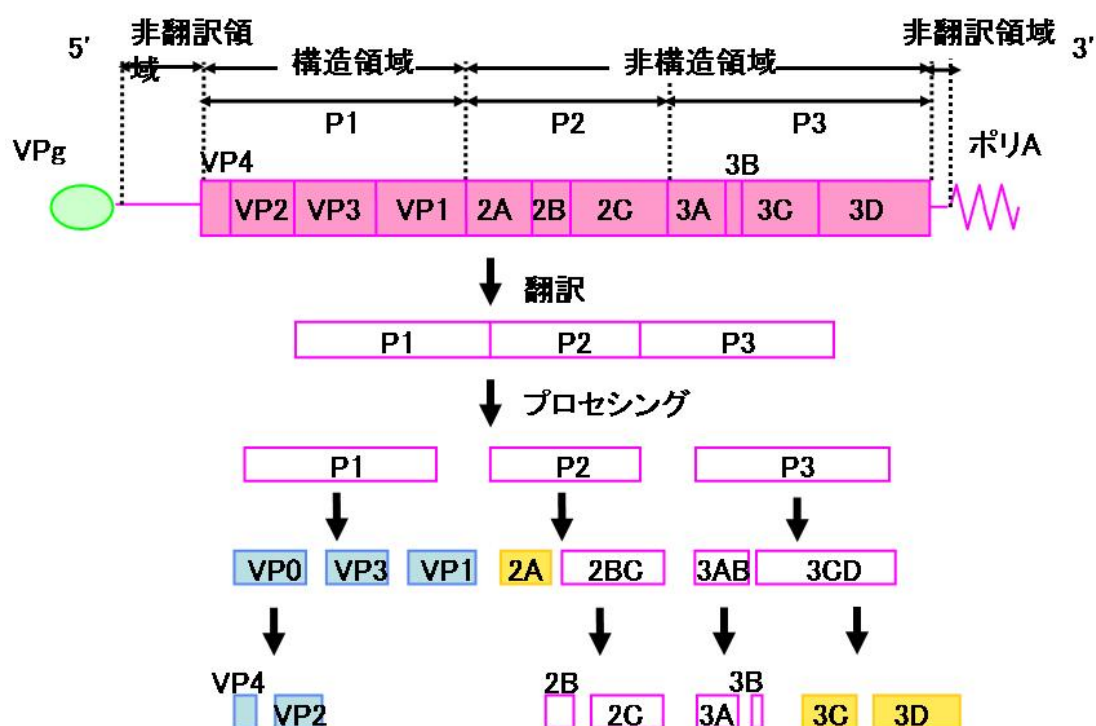 5'
非翻訳領
域
構造領域
非構造領域
非翻訳領域
3'
P1
P2
P3
VPg
VP4
3B
ポリA
VP2
VP3
VP1
2A
2B
2C
3A
3C
3D
翻訳
P1
P2
P3
プロセシング
P1
P2
P3
VP0
VP3
VP1
2A
2BC
3AB
3CD
VP4
2B
3B
VP2
2C
3A
3C
3D